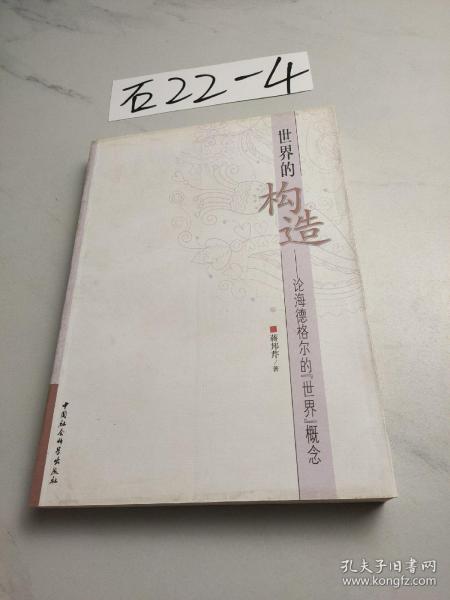 石22-4
世界的
构造
——论海德格尔的“世界”概念
蒋邦芹/著
中国社会科学出版社
孔夫子旧书网
www.kongfz.com